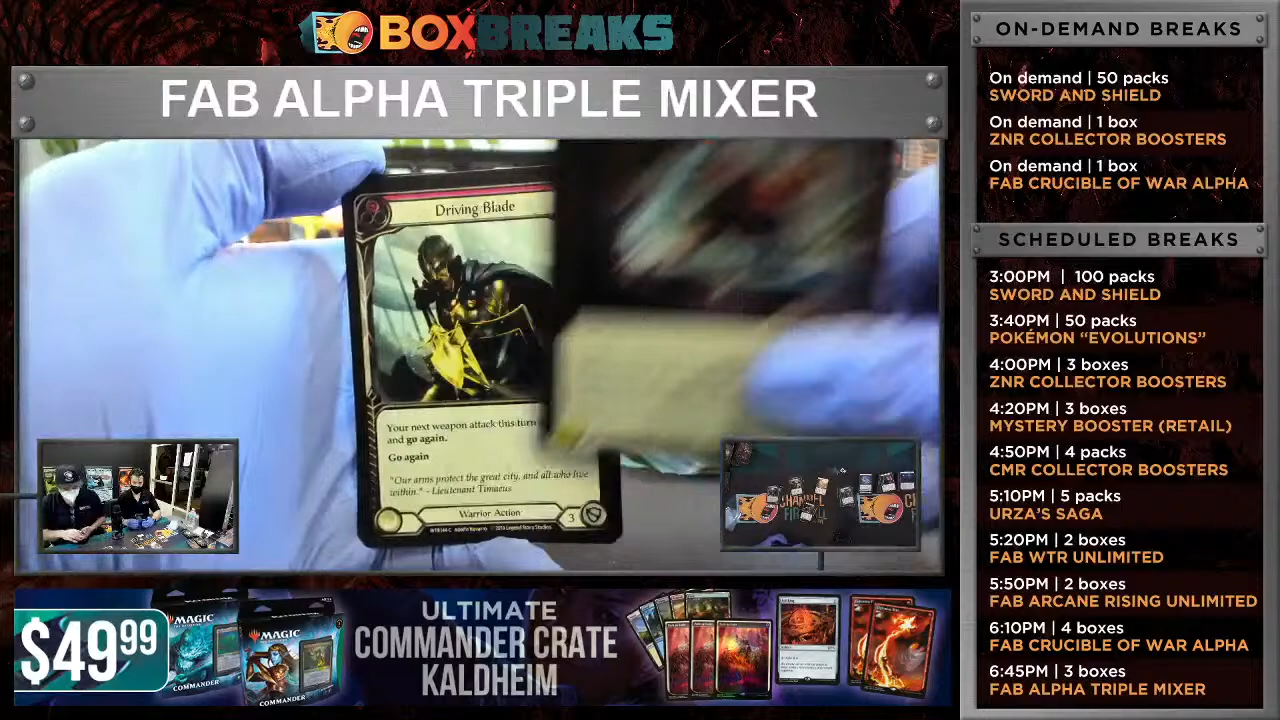 BOXBREAKS
FAB ALPHA TRIPLE MIXER
Driving Blade
Your next weapon attack this turn
and go again.
Go again
"Our arms protect the great city, and all who live
within." - Lieutenant Timaeus
Warrior Action
3
$49.99
MAGIC
COMMANDER
MAGIC
COMMANDER
ULTIMATE
COMMANDER CRATE
KALDHEIM
ON-DEMAND BREAKS
On demand | 50 packs
SWORD AND SHIELD
On demand | 1 box
ZNR COLLECTOR BOOSTERS
On demand | 1 box
FAB CRUCIBLE OF WAR ALPHA
SCHEDULED BREAKS
3:00PM | 100 packs
SWORD AND SHIELD
3:40PM | 50 packs
POKÉMON “EVOLUTIONS”
4:00PM | 3 boxes
ZNR COLLECTOR BOOSTERS
4:20PM | 3 boxes
MYSTERY BOOSTER (RETAIL)
4:50PM | 4 packs
CMR COLLECTOR BOOSTERS
5:10PM | 5 packs
URZA’S SAGA
5:20PM | 2 boxes
FAB WTR UNLIMITED
5:50PM | 2 boxes
FAB ARCANE RISING UNLIMITED
6:10PM | 4 boxes
FAB CRUCIBLE OF WAR ALPHA
6:45PM | 3 boxes
FAB ALPHA TRIPLE MIXER